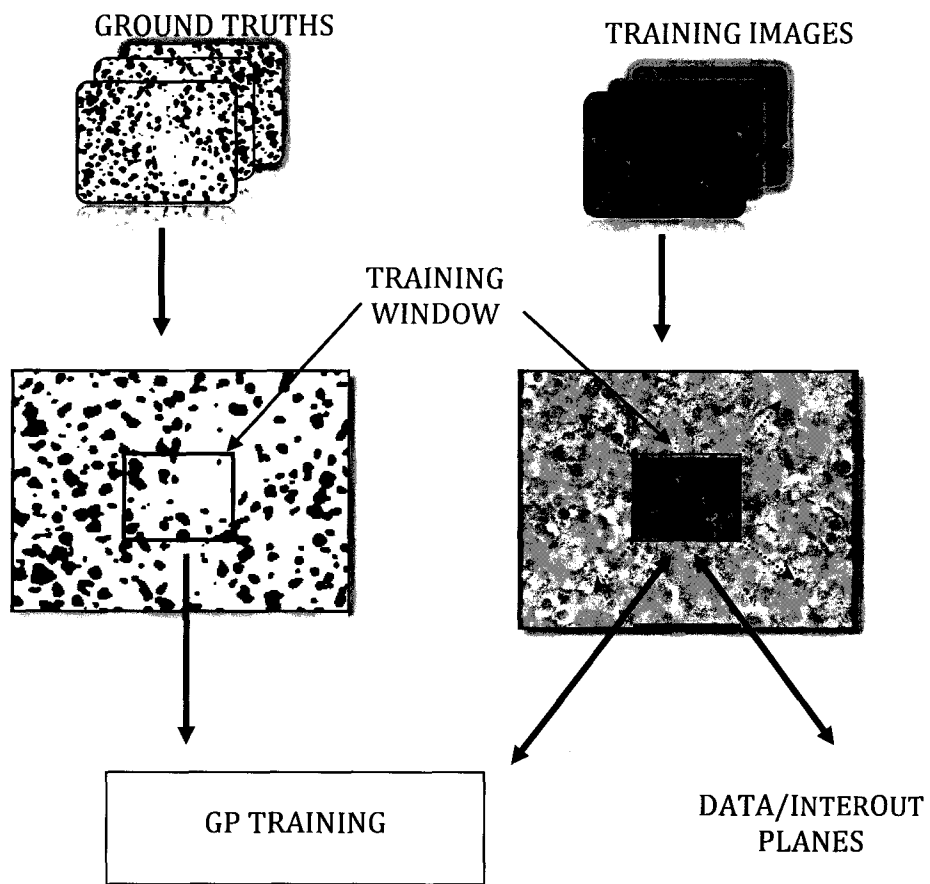 GROUND TRUTHS
TRAINING IMAGES
TRAINING
WINDOW
GP TRAINING
DATA/INTEROUT
PLANES